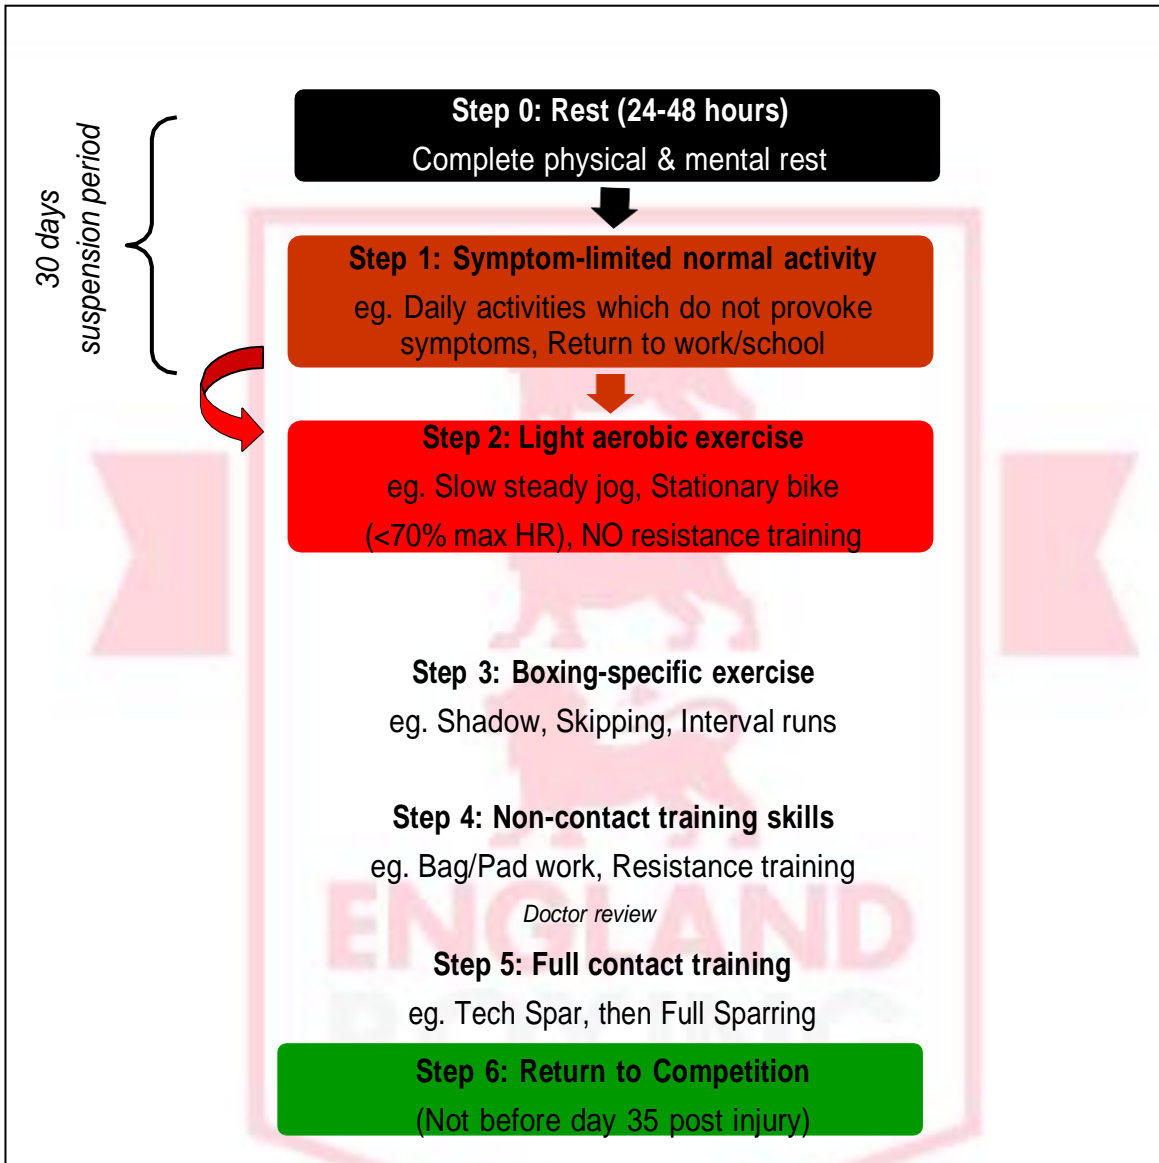 30 days
suspension period
Step 0: Rest (24-48 hours)
Complete physical & mental rest
Step 1: Symptom-limited normal activity
eg. Daily activities which do not provoke
symptoms, Return to work/school
Step 2: Light aerobic exercise
eg. Slow steady jog, Stationary bike
(<70% max HR), NO resistance training
Step 3: Boxing-specific exercise
eg. Shadow, Skipping, Interval runs
Step 4: Non-contact training skills
eg. Bag/Pad work, Resistance training
Doctor review
ENGLAND
Step 5: Full contact training
eg. Tech Spar, then Full Sparring
BOXING
Step 6: Return to Competition
(Not before day 35 post injury)